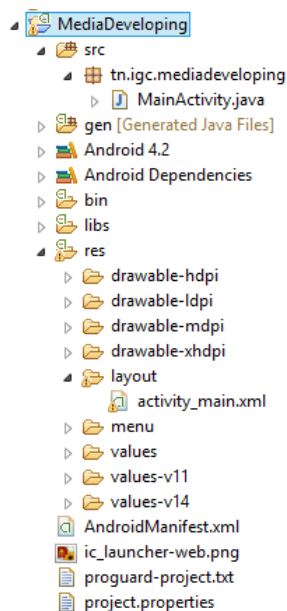 MediaDeveloping
src
tn.igc.mediadeveloping
MainActivity.java
gen [Generated Java Files]
Android 4.2
Android Dependencies
bin
libs
res
drawable-hdpi
drawable-ldpi
drawable-mdpi
drawable-xhdpi
layout
activity_main.xml
menu
values
values-v11
values-v14
AndroidManifest.xml
ic_launcher-web.png
proguard-project.txt
project.properties